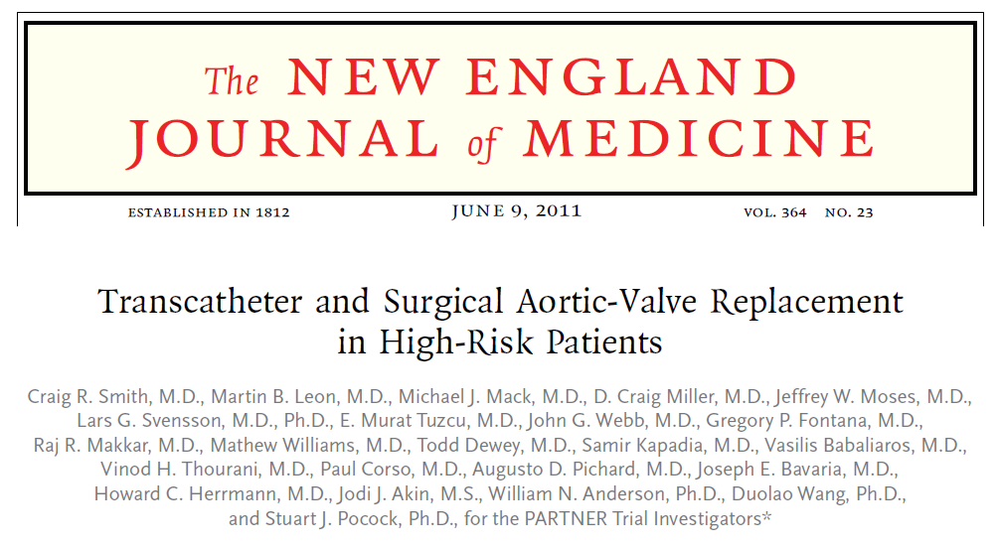 The NEW ENGLAND
JOURNAL of MEDICINE
ESTABLISHED IN 1812 JUNE 9, 2011 VOL. 364 NO. 23
Transcatheter and Surgical Aortic-Valve Replacement
in High-Risk Patients
Craig R. Smith, M.D., Martin B. Leon, M.D., Michael J. Mack, M.D., D. Craig Miller, M.D., Jeffrey W. Moses, M.D.,
Lars G. Svensson, M.D., Ph.D., E. Murat Tuzcu, M.D., John G. Webb, M.D., Gregory P. Fontana, M.D.,
Raj R. Makkar, M.D., Mathew Williams, M.D., Todd Dewey, M.D., Samir Kapadia, M.D., Vasilis Babaliaros, M.D.,
Vinod H. Thourani, M.D., Paul Corso, M.D., Augusto D. Pichard, M.D., Joseph E. Bavaria, M.D.,
Howard C. Herrmann, M.D., Jodi J. Akin, M.S., William N. Anderson, Ph.D., Duolao Wang, Ph.D.,
and Stuart J. Pocock, Ph.D., for the PARTNER Trial Investigators*